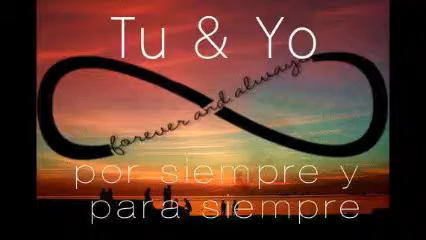 Tu & Yo
forever and always
por siempre y
para siempre